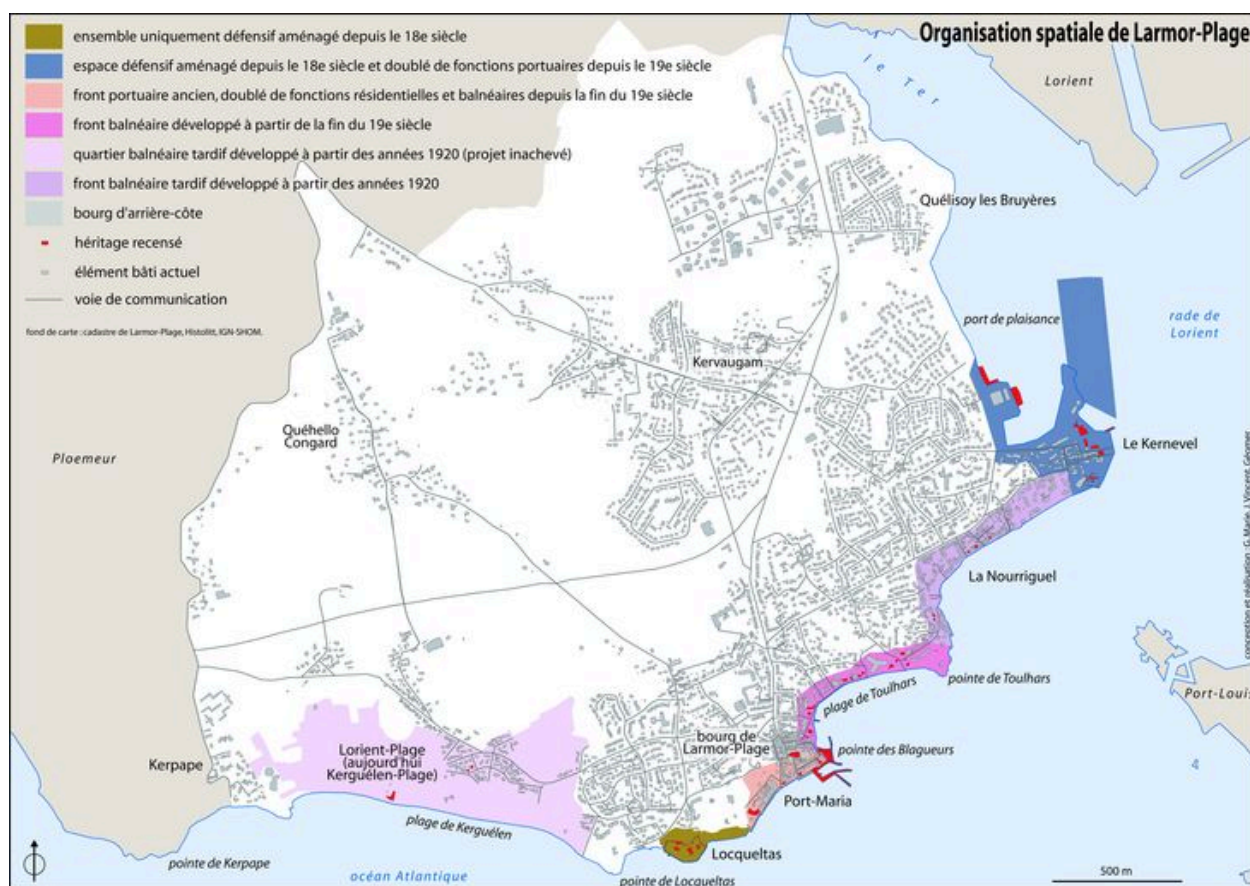 Organisation spatiale de Larmor-Plage
ensemble uniquement défensif aménagé depuis le 18e siècle
espace défensif aménagé depuis le 18e siècle et doublé de fonctions portuaires depuis le 19e siècle
front portuaire ancien, doublé de fonctions résidentielles et balnéaires depuis la fin du 19e siècle
front balnéaire développé à partir de la fin du 19e siècle
quartier balnéaire tardif développé à partir des années 1920 (projet inachevé)
front balnéaire tardif développé à partir des années 1920
bourg d'arrière-côte
héritage recensé
élément bâti actuel
voie de communication
fond de carte : cadastre de Larmor-Plage, Histolitt, IGN-SHOM.
le Ter
Lorient
Quélisoy les Bruyères
port de plaisance
rade de
Lorient
Kervaugam
Quéhello
Congard
Ploemeur
Le Kernevel
La Nourriguel
conception et réalisation : G. Marie, J. Vincent, Géomer
pointe de Toulhars
Port-Louis
plage de Toulhars
bourg de
Larmor-Plage
pointe des Blagueurs
Lorient-Plage
(aujourd'hui
Kerguélen-Plage)
Kerpape
Port-Maria
plage de Kerguélen
Locqueltas
pointe de Kerpape
océan Atlantique
pointe de Locqueltas
500 m